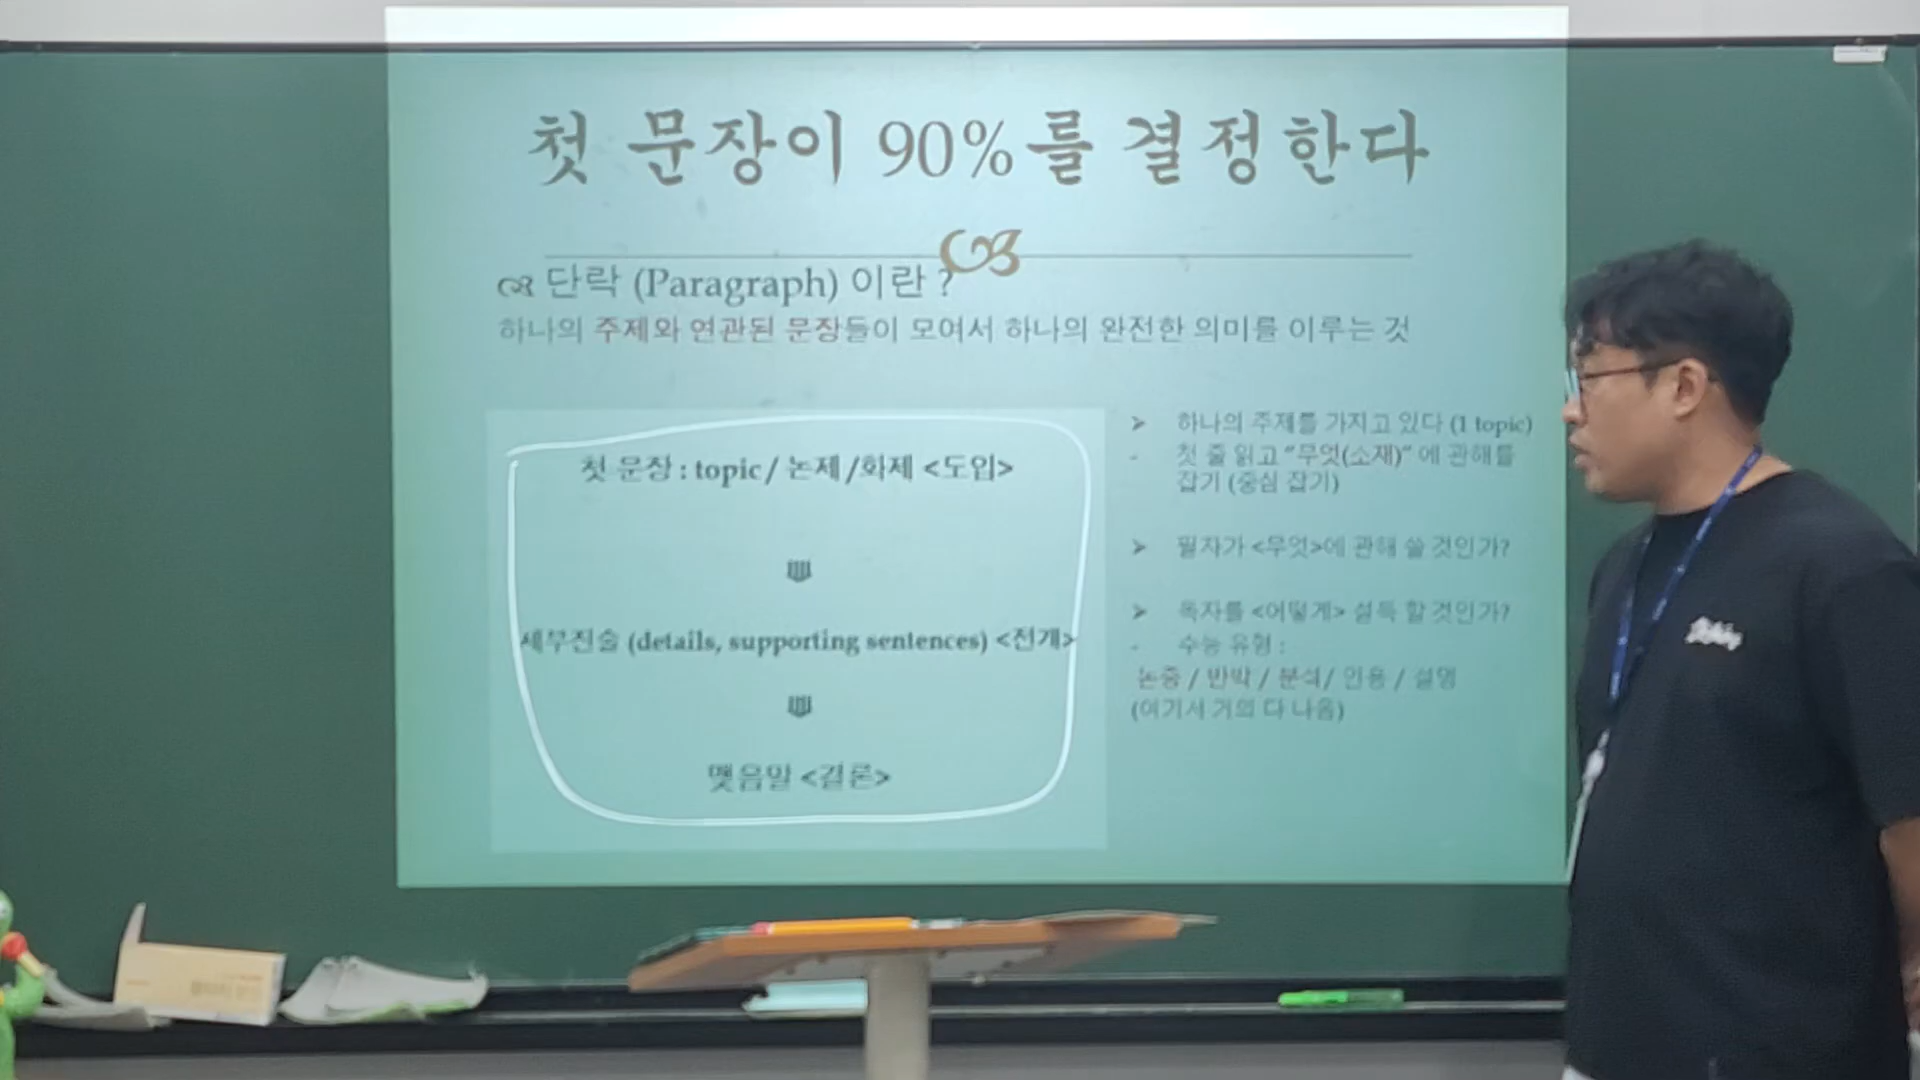 첫 문장이 90%를 결정한다
단락 (Paragraph) 이란 ?
하나의 주제와 연관된 문장들이 모여서 하나의 완전한 의미를 이루는 것
첫 문장 : topic / 논제 /화제 <도입>
세부진술 (details, supporting sentences) <전개>
맺음말 <결론>
➢ 하나의 주제를 가지고 있다 (1 topic)
- 첫 줄 읽고 “무엇(소재)” 에 관해를
잡기 (중심 잡기)
➢ 필자가 <무엇>에 관해 쓸 것인가?
➢ 독자를 <어떻게> 설득 할 것인가?
- 수능 유형 :
논증 / 반박 / 분석/ 인용 / 설명
(여기서 거의 다 나옴)